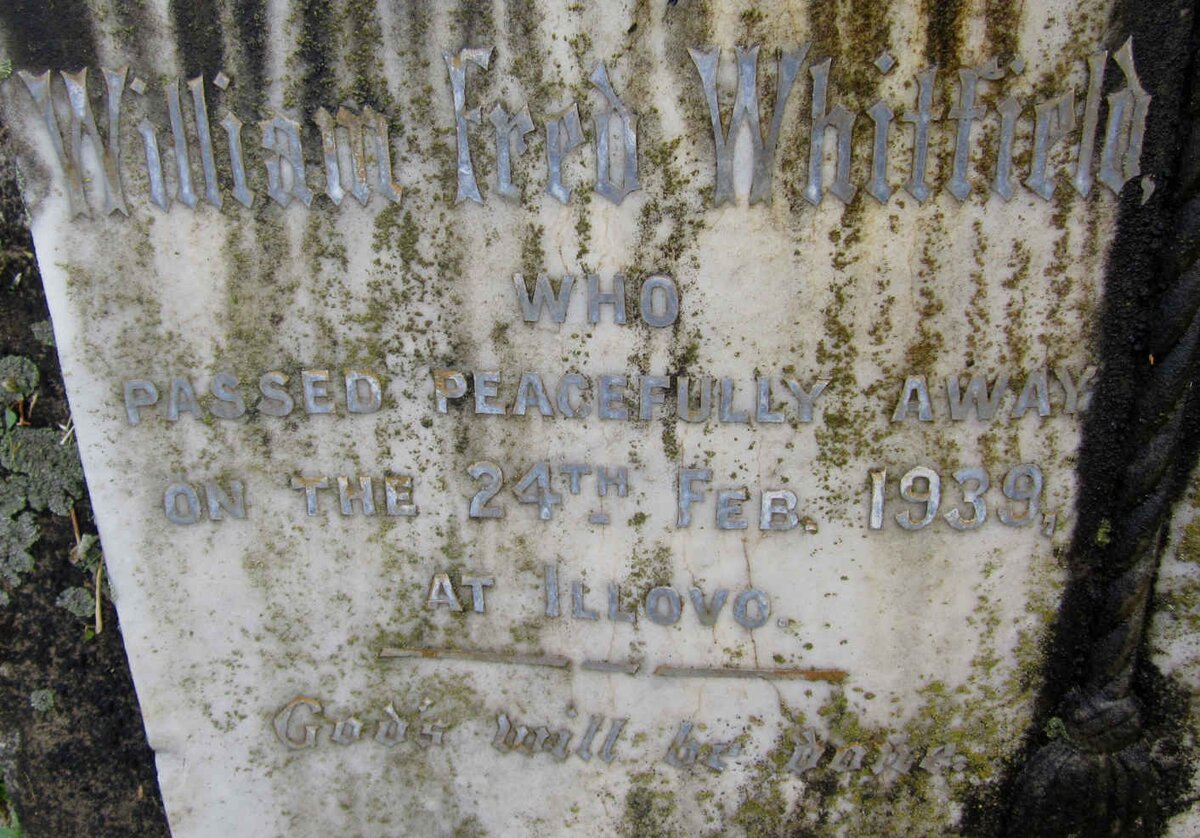 William Fred Whitfield,
WHO
PASSED PEACEFULLY AWAY
ON THE 24TH FEB. 1939,
AT ILLOVO.
God's will be done.